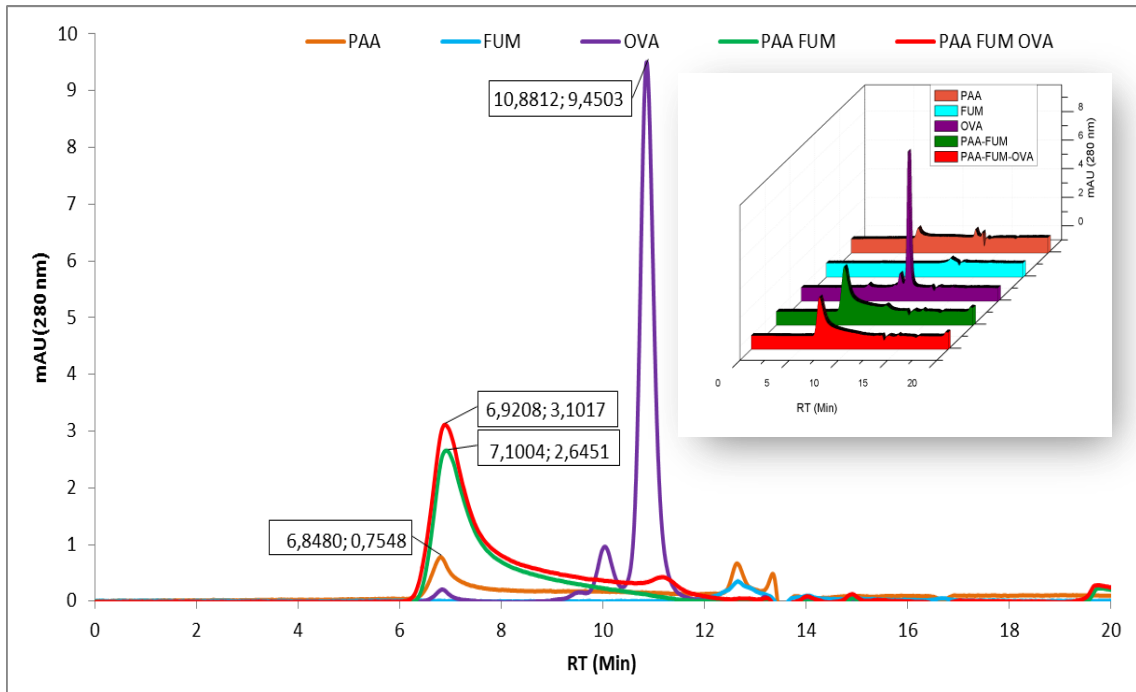 PAA FUM OVA PAA FUM PAA FUM OVA
10
9
8
7
6
5
4
3
2
1
0
mAU(280 nm)
10,8812; 9,4503
6,9208; 3,1017
7,1004; 2,6451
6,8480; 0,7548
0 2 4 6 8 10 12 14 16 18 20
RT (Min)
PAA
FUM
OVA
PAA-FUM
PAA-FUM-OVA
8
6
4
2
0
mAU (280 nm)
0 5 10 15 20
RT (Min)